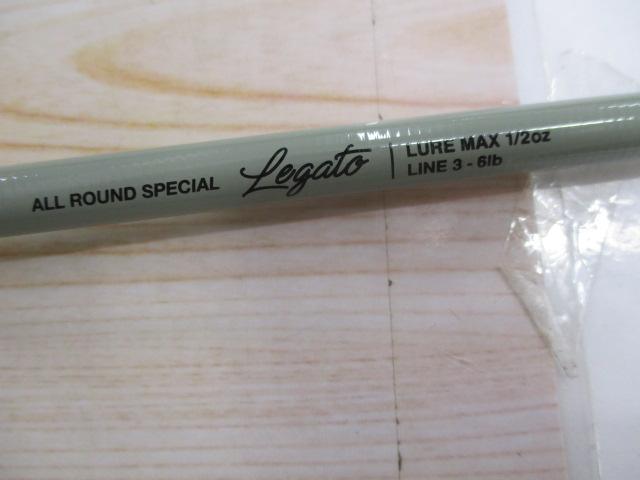 ALL ROUND SPECIAL Legato | LURE MAX 1/2oz
LINE 3 - 6lb